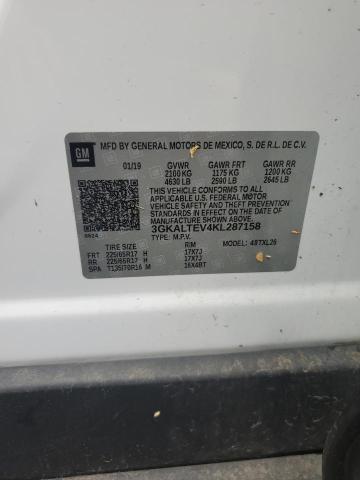 GM
MFD BY GENERAL MOTORS DE MEXICO, S. DE R.L. DE C.V.
01/19 GVWR GAWR FRT GAWR RR
2100 KG 1175 KG 1200 KG
4630 LB 2590 LB 2645 LB
THIS VEHICLE CONFORMS TO ALL
APPLICABLE U.S. FEDERAL MOTOR
VEHICLE SAFETY AND THEFT PREVENTION
STANDARDS IN EFFECT ON THE DATE OF
MANUFACTURE SHOWN ABOVE.
3GKALTEV4KL287158
TYPE: M.P.V. MODEL: 4BTXL26
TIRE SIZE RIM
FRT 225/65R17 H 17X7J
RR 225/65R17 H 17X7J
SPA T135/70R16 M 16X4BT